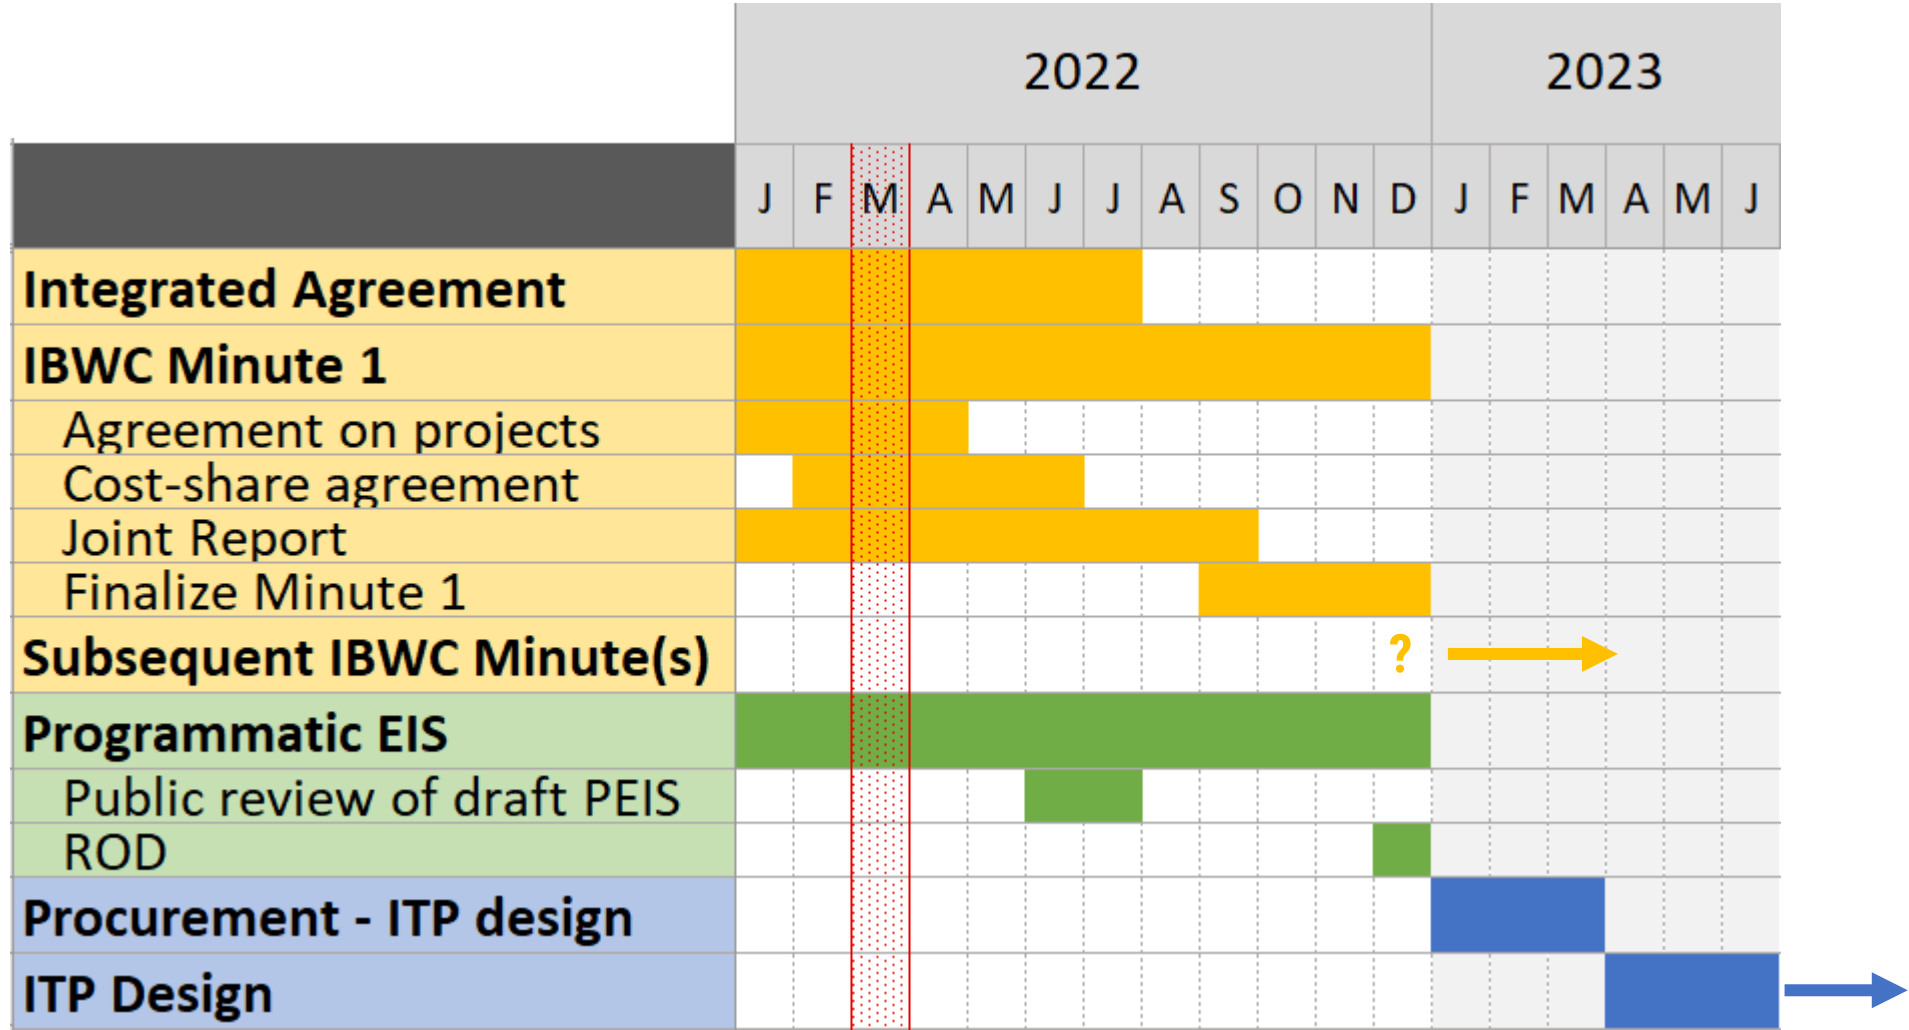 2022 2023
J F M A M J J A S O N D J F M A M J
Integrated Agreement
IBWC Minute 1
Agreement on projects
Cost-share agreement
Joint Report
Finalize Minute 1
Subsequent IBWC Minute(s) ?
Programmatic EIS
Public review of draft PEIS
ROD
Procurement - ITP design
ITP Design